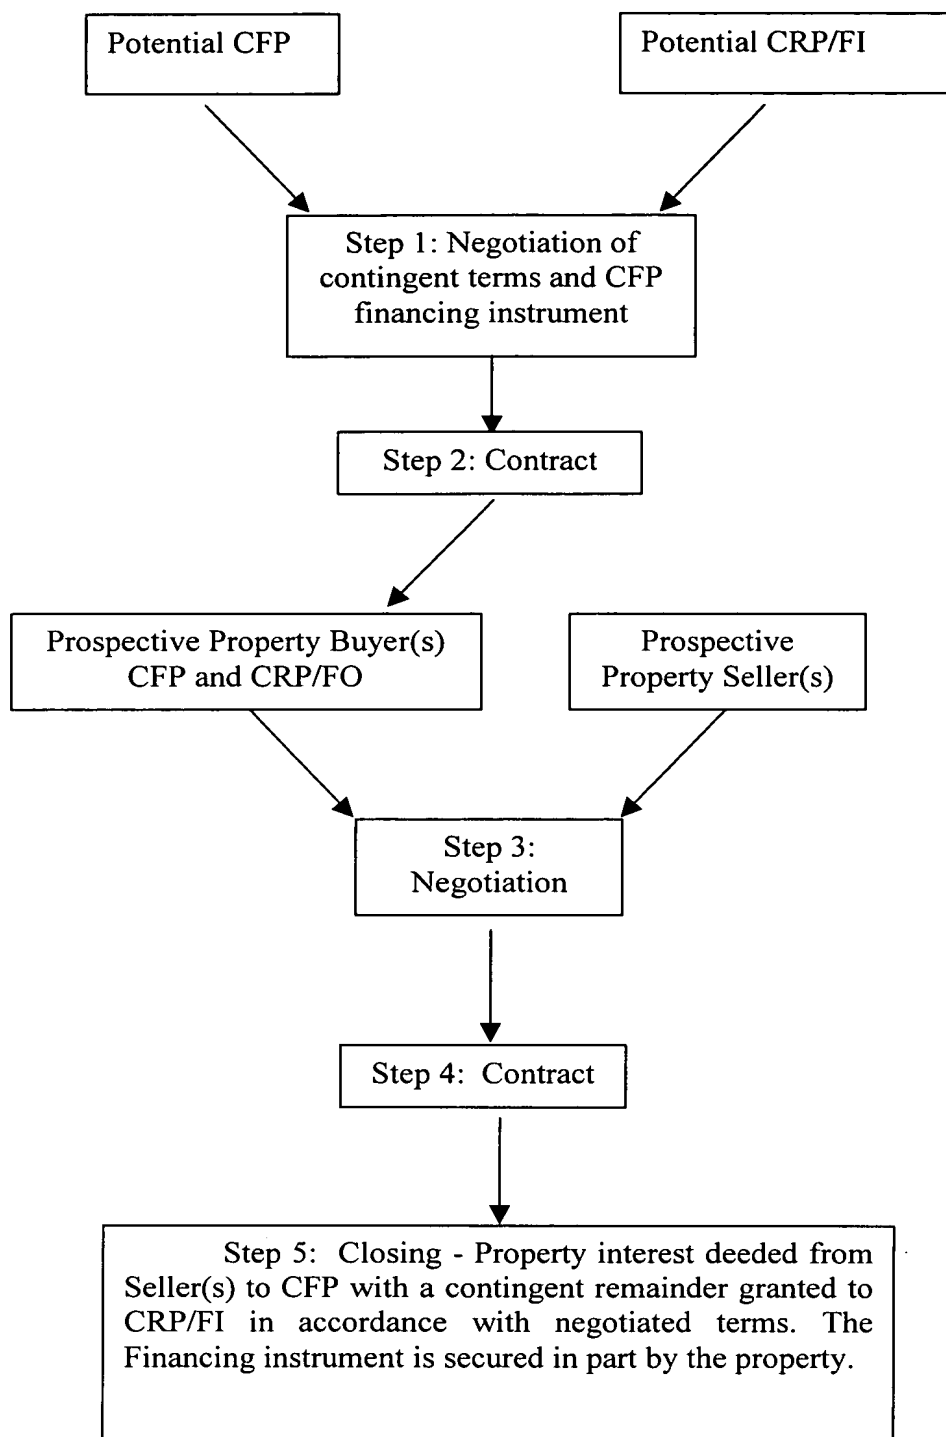 Potential CFP
Potential CRP/FI
Step 1: Negotiation of
contingent terms and CFP
financing instrument
Step 2: Contract
Prospective Property Buyer(s)
CFP and CRP/FO
Prospective
Property Seller(s)
Step 3:
Negotiation
Step 4: Contract
Step 5: Closing - Property interest deeded from
Seller(s) to CFP with a contingent remainder granted to
CRP/FI in accordance with negotiated terms. The
Financing instrument is secured in part by the property.